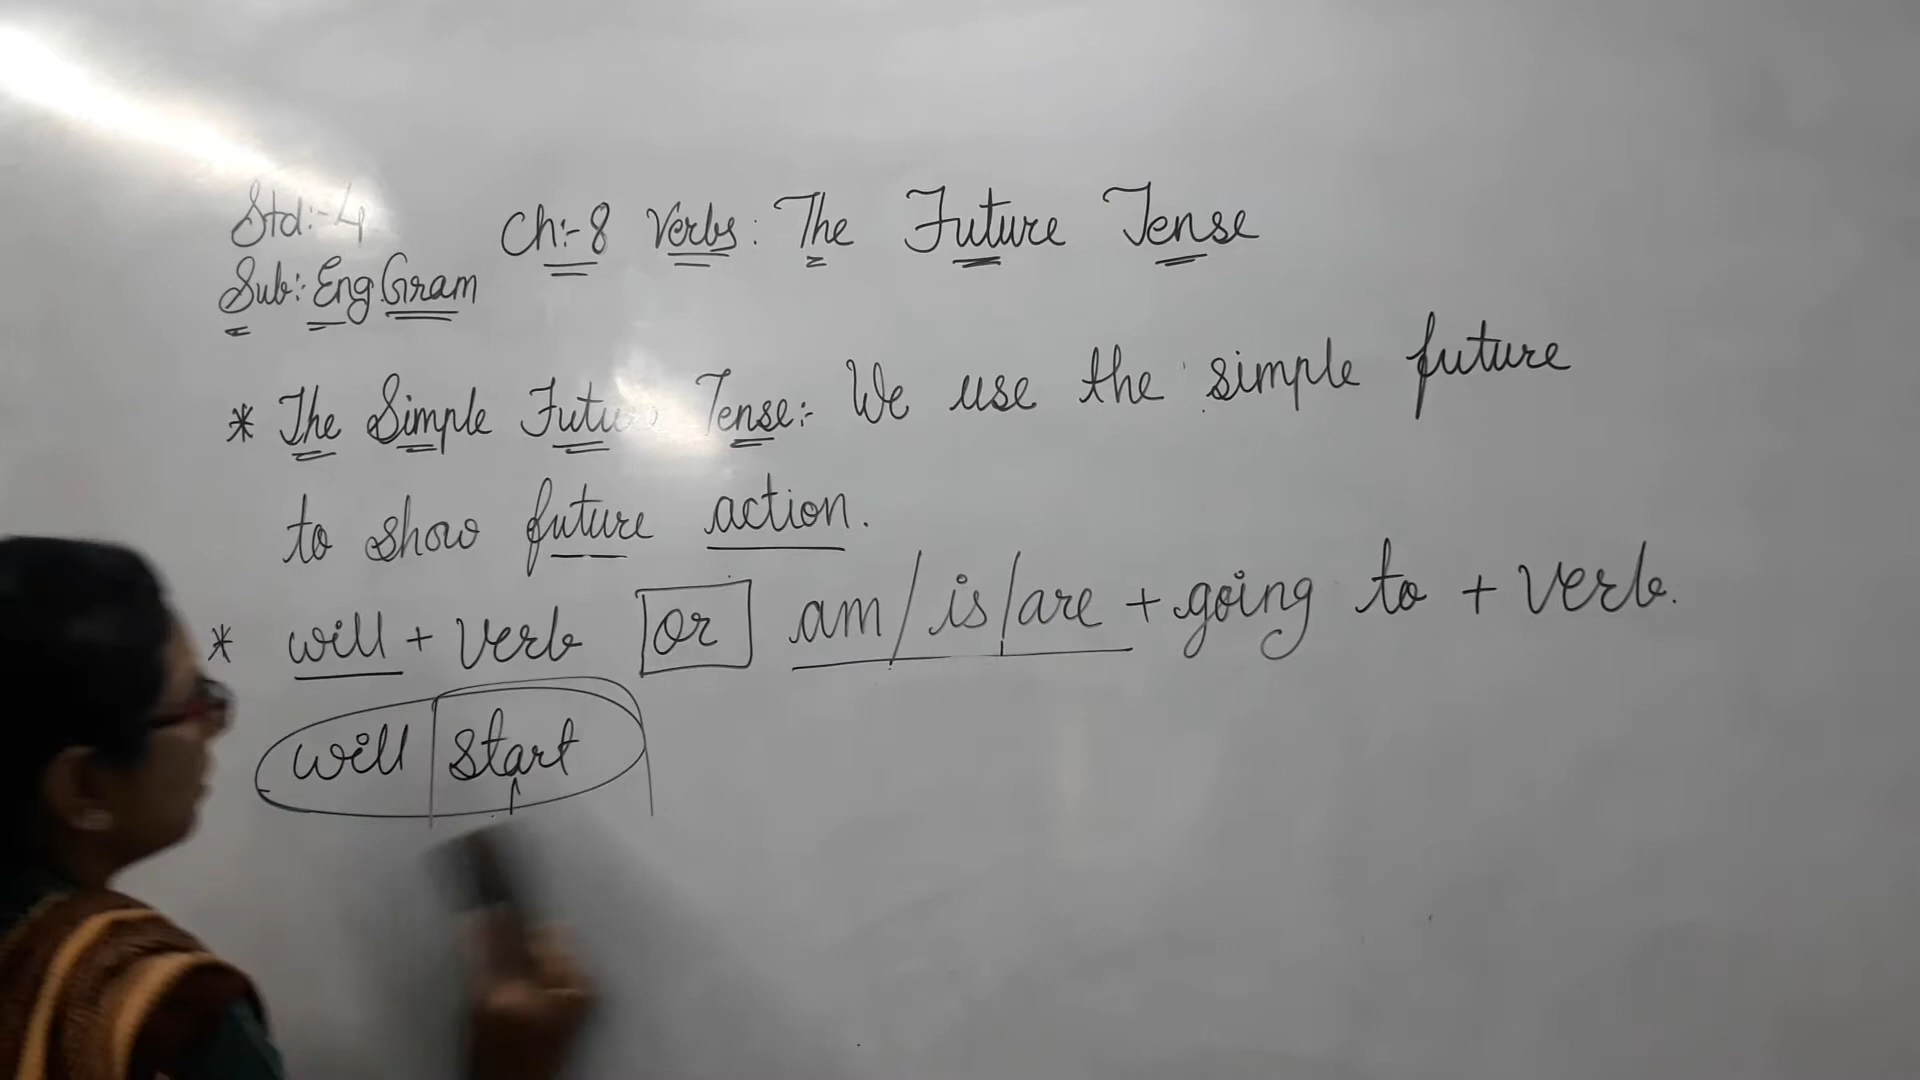 Std:-4
Ch:-8 Verbs: The Future Tense
Sub: Eng Gram
* The Simple Future Tense:- We use the simple future
to show future action.
* will + verb or am/is/are + going to + verb.
will start